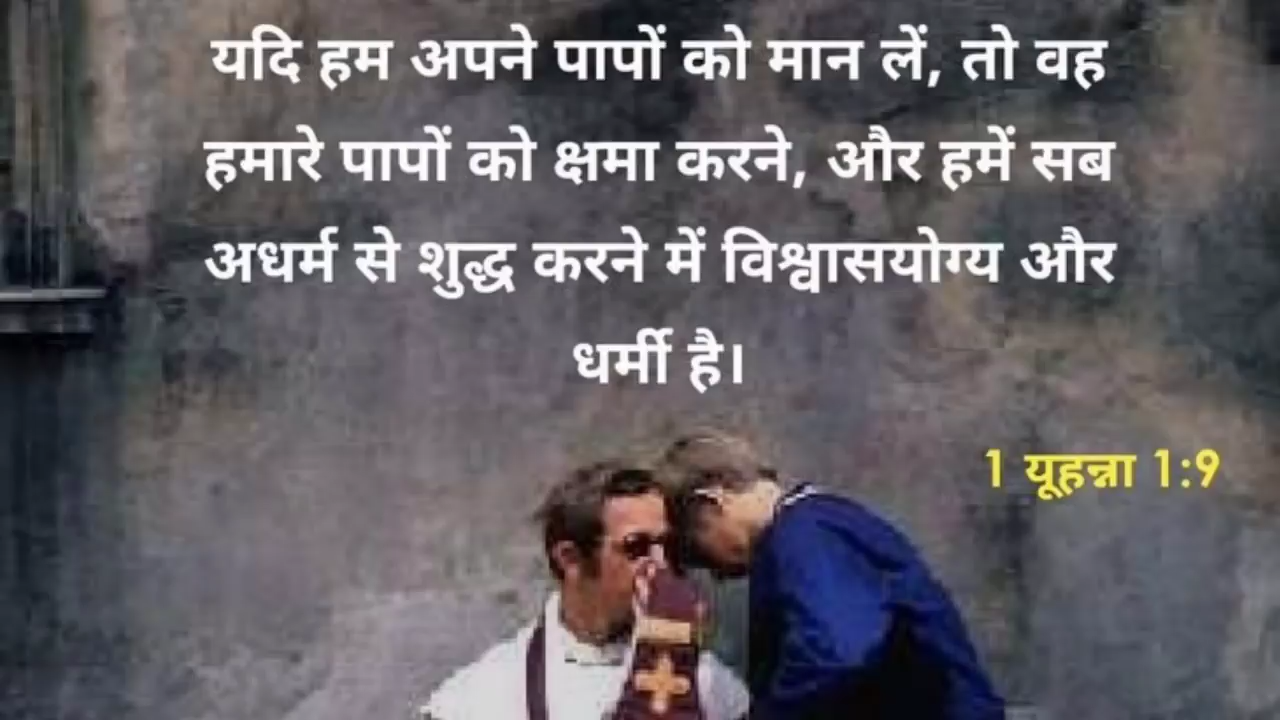 यदि हम अपने पापों को मान लें, तो वह
हमारे पापों को क्षमा करने, और हमें सब
अधर्म से शुद्ध करने में विश्वासयोग्य और
धर्मी है।
1 यूहन्ना 1:9